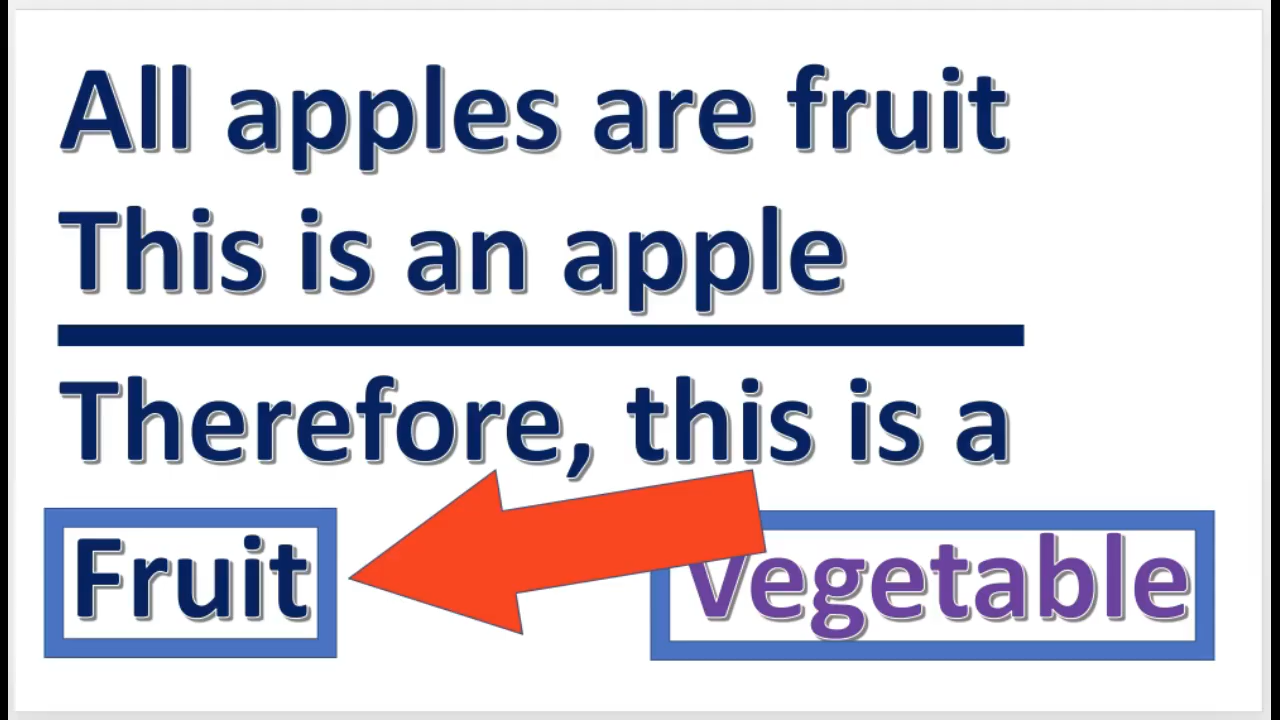 All apples are fruit
This is an apple
Therefore, this is a
Fruit Vegetable